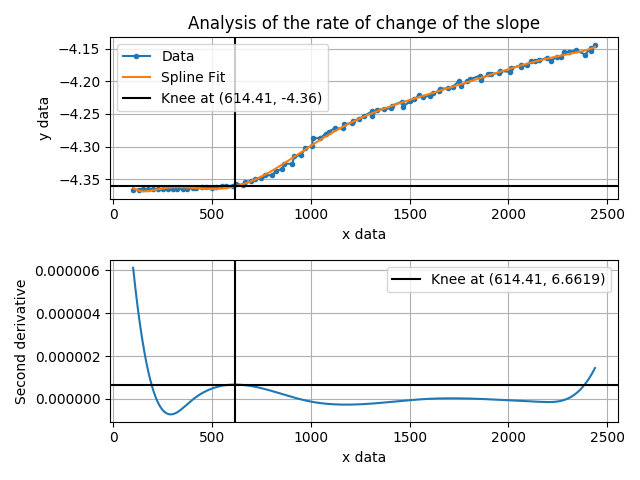 Analysis of the rate of change of the slope
−4.15
−4.20
−4.25
−4.30
−4.35
y data
Data
Spline Fit
Knee at (614.41, -4.36)
0 500 1000 1500 2000 2500
x data
0.000006
0.000004
0.000002
0.000000
Second derivative
Knee at (614.41, 6.6619)
0 500 1000 1500 2000 2500
x data